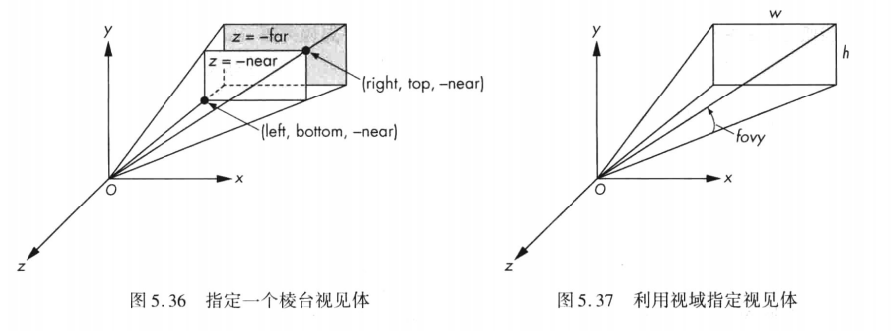 y
z = −far
z = −near
(right, top, −near)
(left, bottom, −near)
O
x
z
图5.36 指定一个棱台视见体
w
y
h
fovy
O
x
z
图5.37 利用视域指定视见体